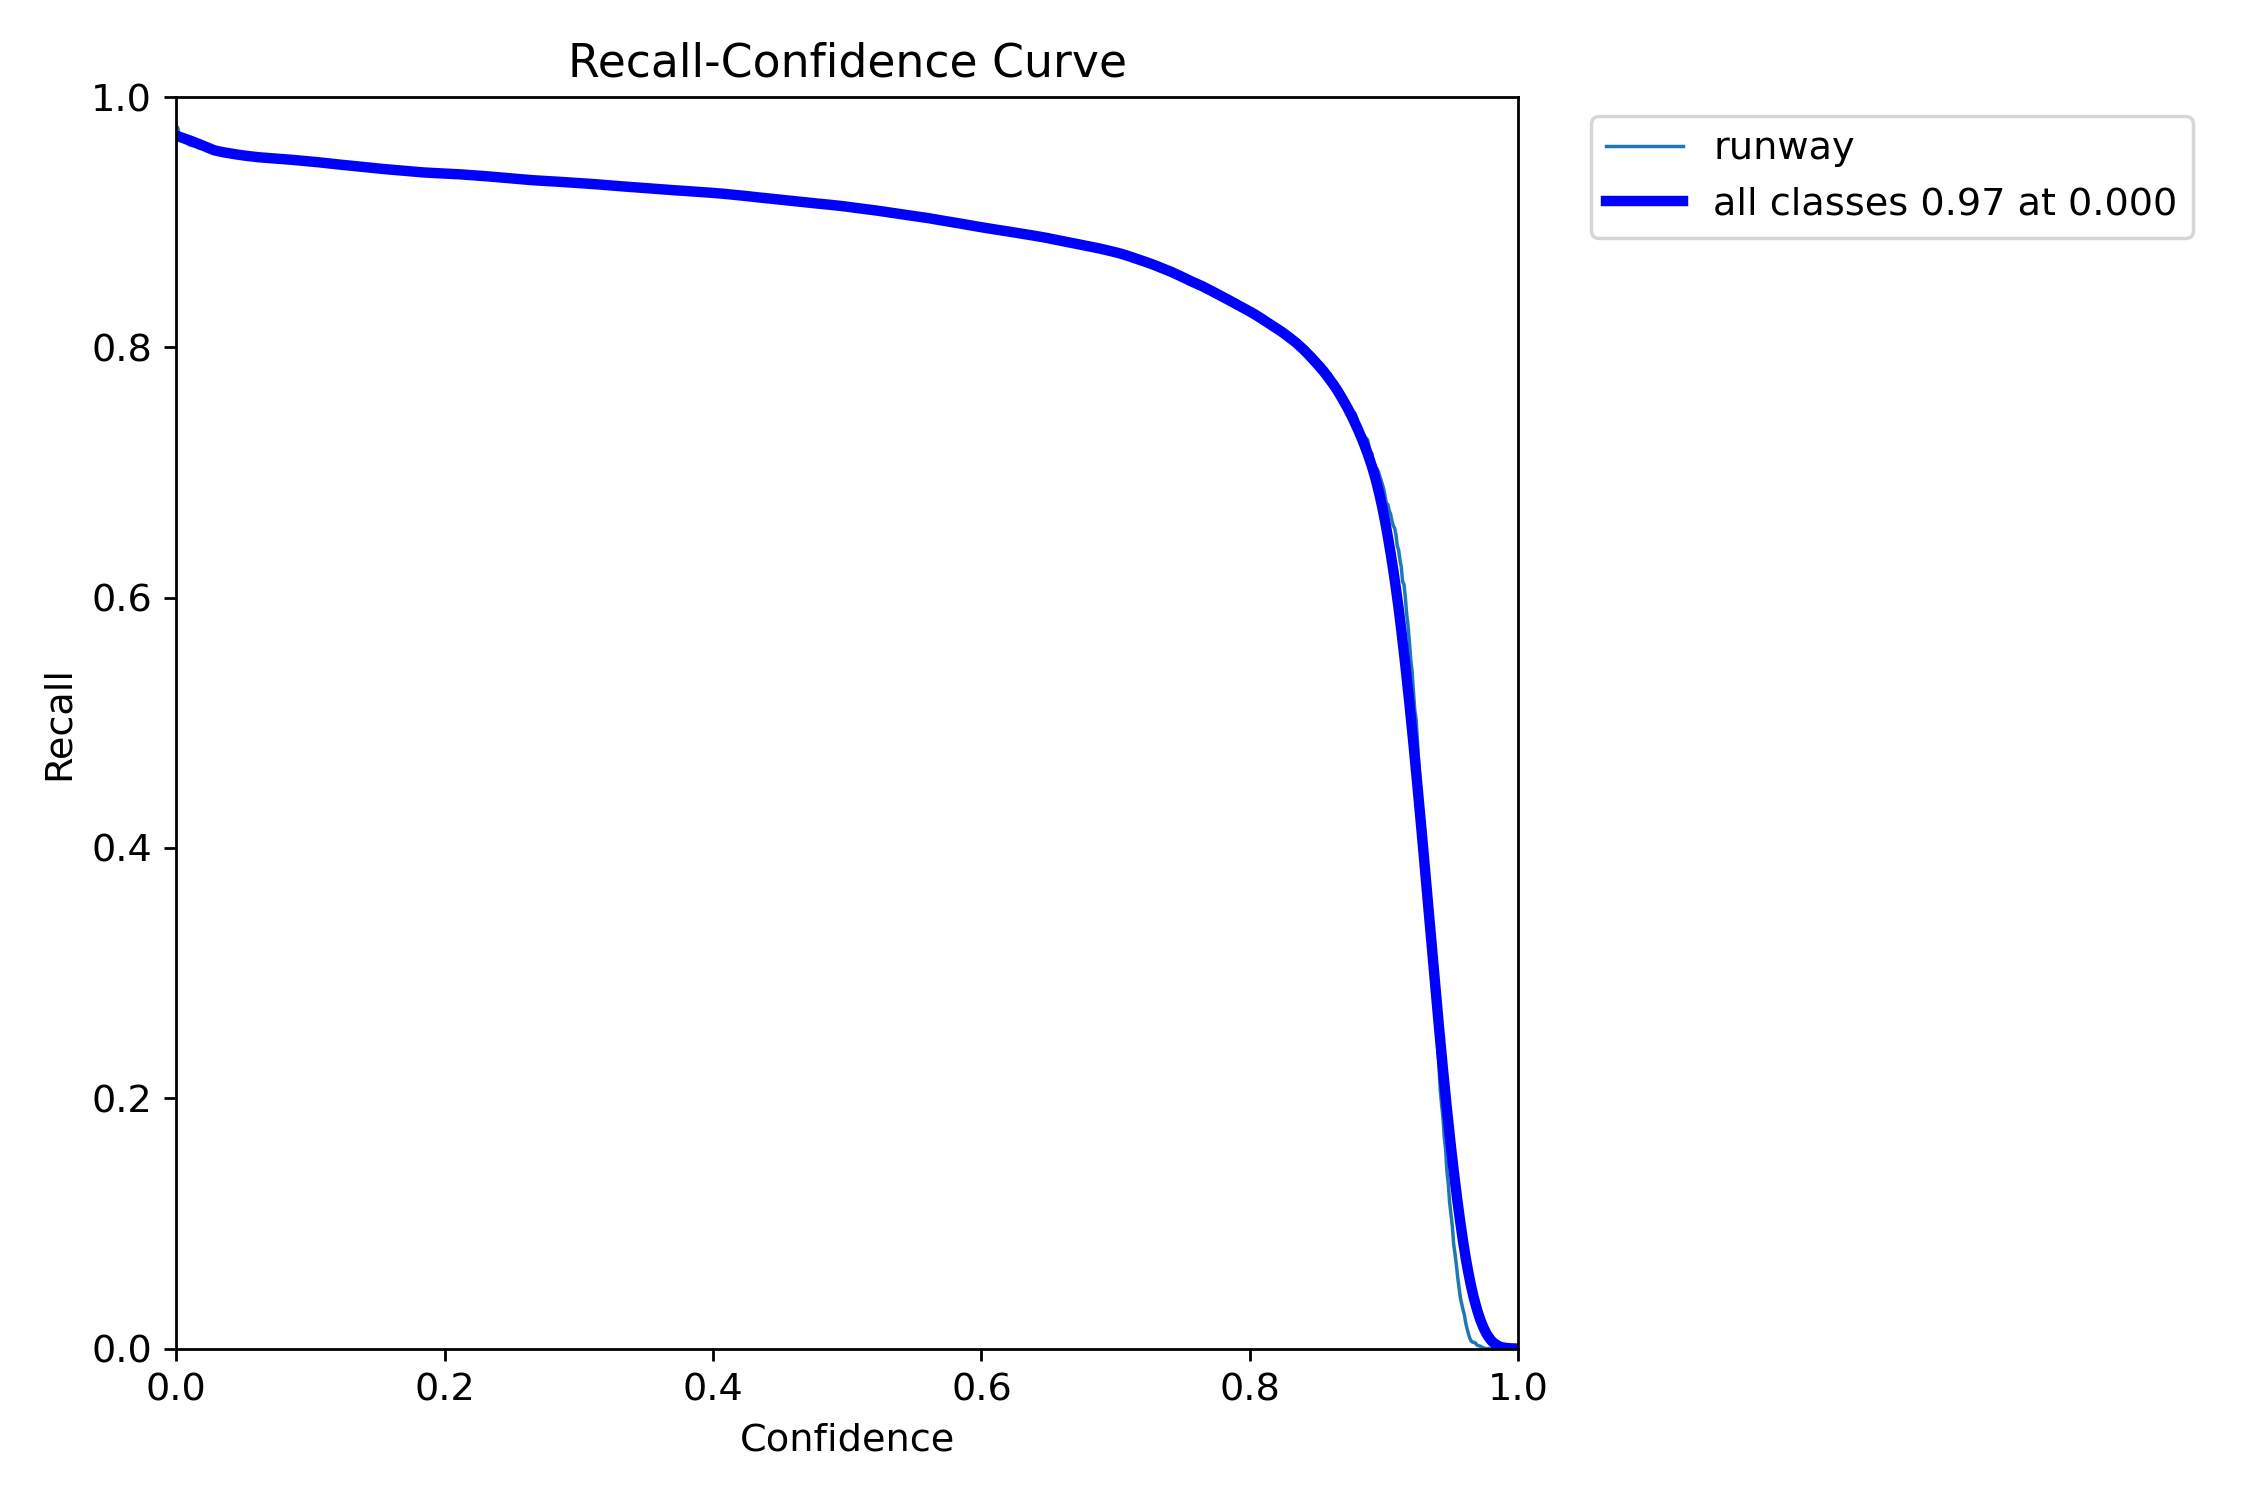 Recall-Confidence Curve
1.0
0.8
0.6
0.4
0.2
0.0
Recall
0.0 0.2 0.4 0.6 0.8 1.0
Confidence
runway
all classes 0.97 at 0.000